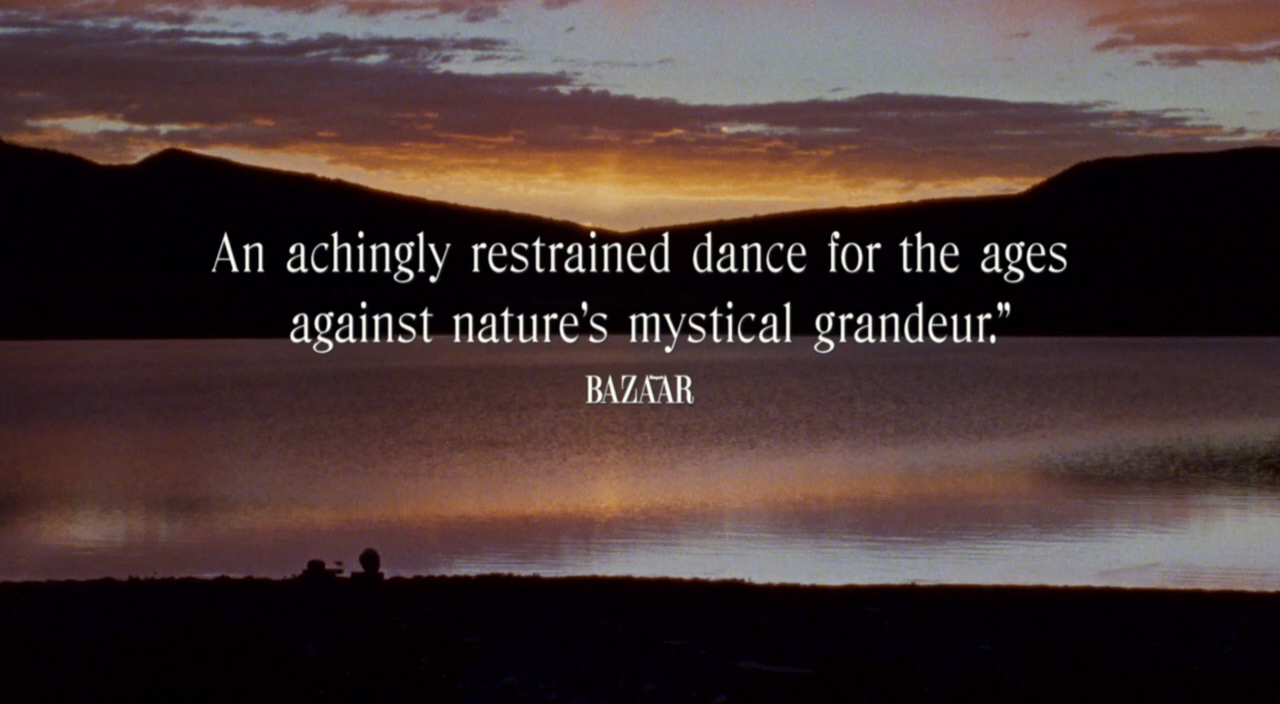 An achingly restrained dance for the ages
against nature's mystical grandeur.”
BAZAAR